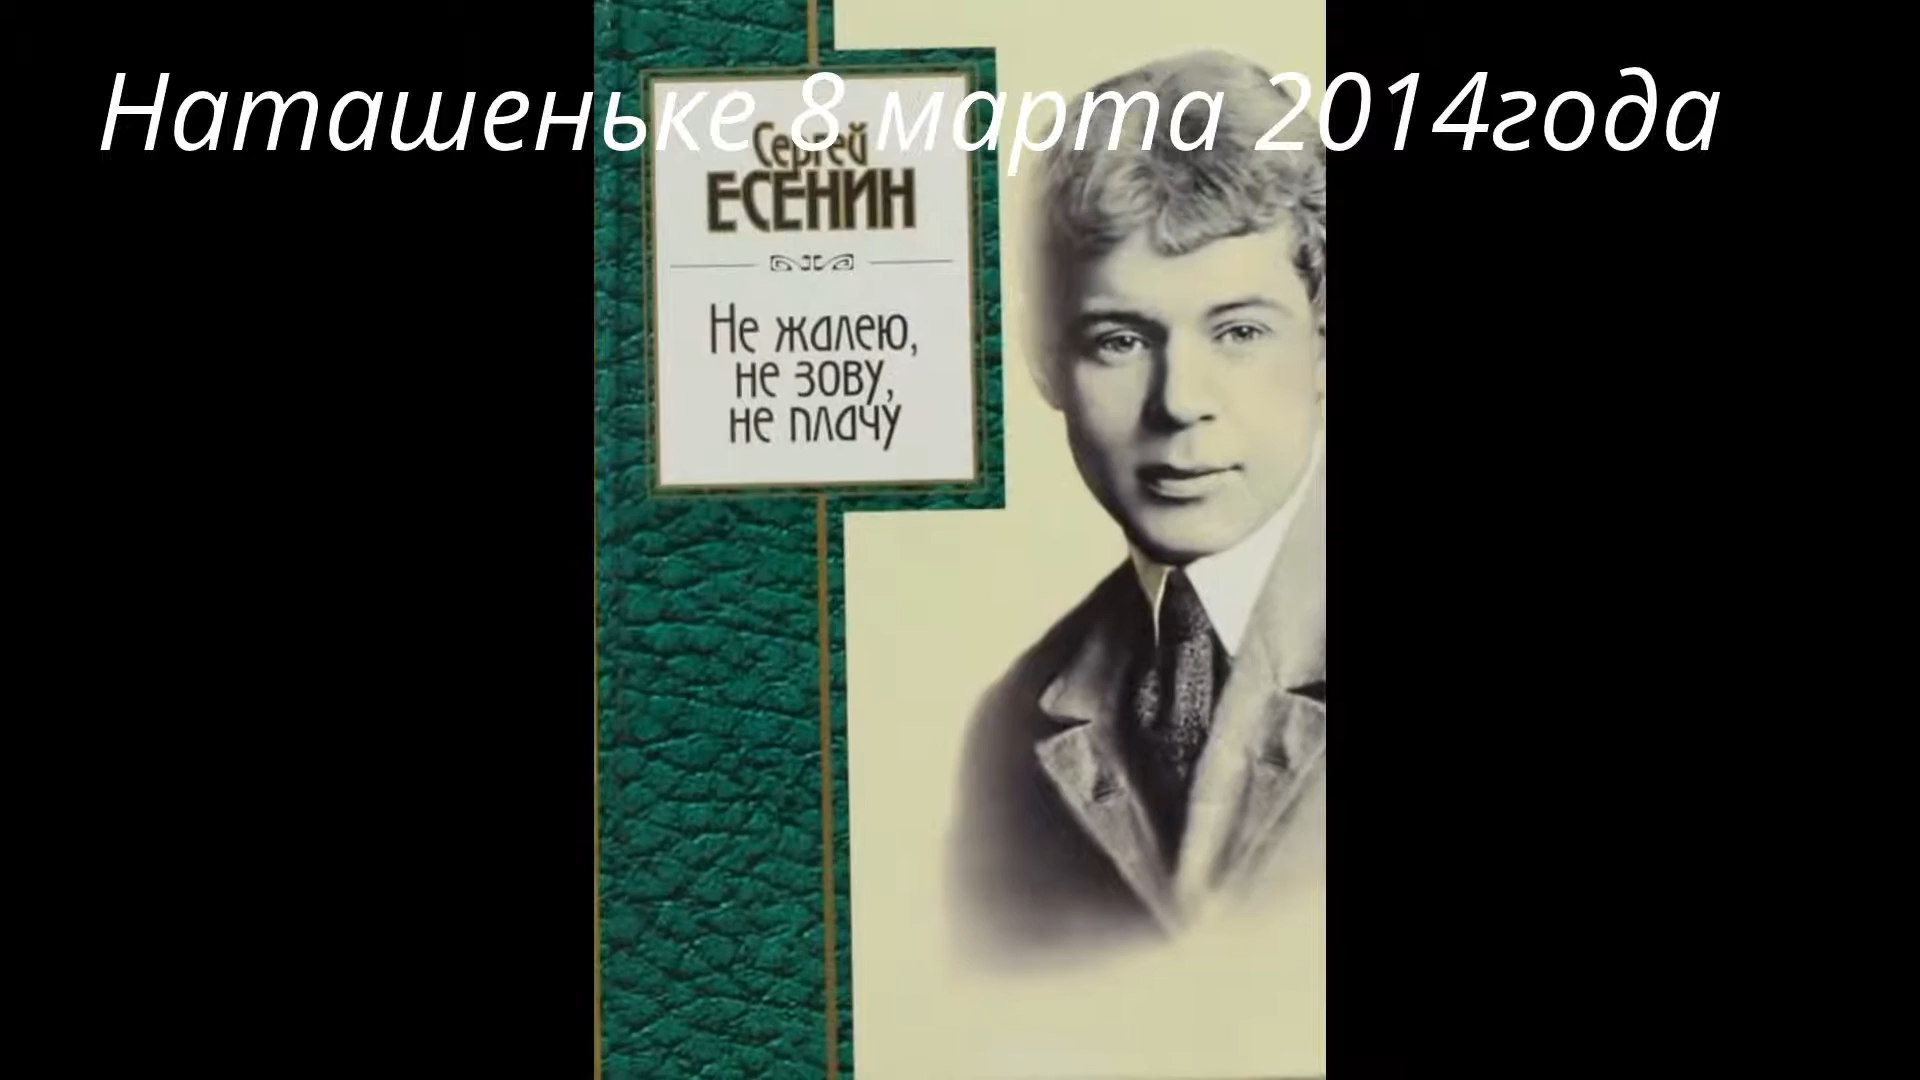 Наташеньке 8 марта 2014года
Сергей
ЕСЕНИН
Не жалею,
не зову,
не плачу